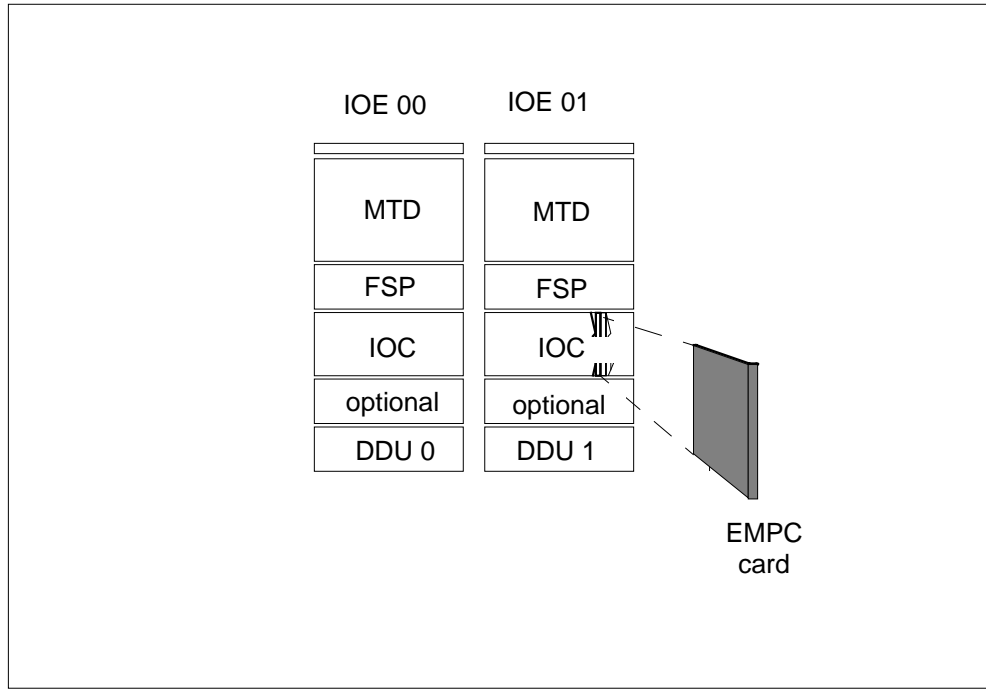 IOE 00
IOE 01
MTD
MTD
FSP
FSP
IOC
IOC
optional
optional
DDU 0
DDU 1
EMPC
card